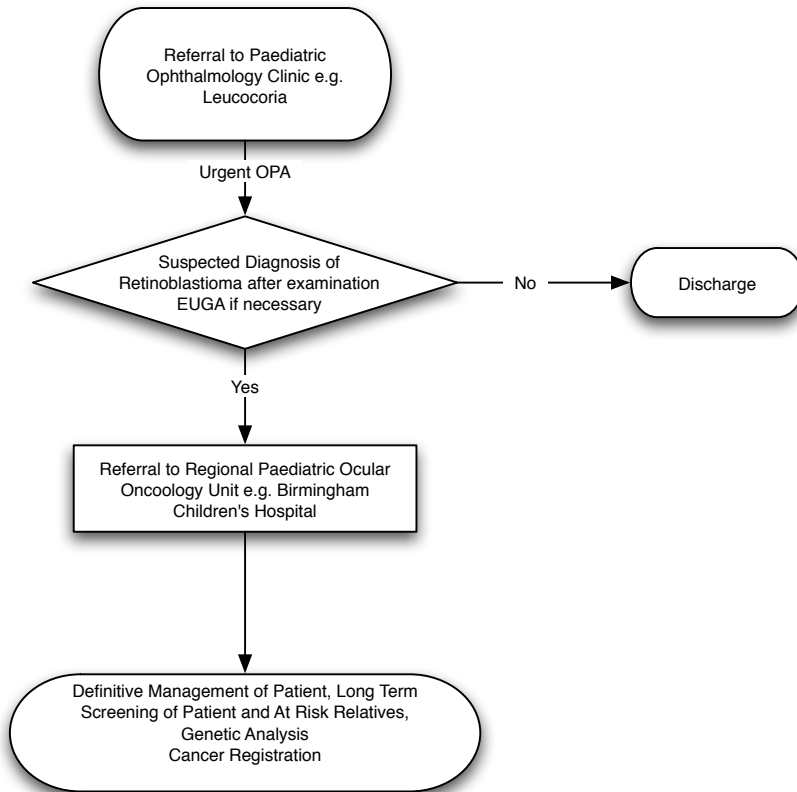 Referral to Paediatric
Ophthalmology Clinic e.g.
Leucocoria
Urgent OPA
Suspected Diagnosis of
Retinoblastoma after examination
EUGA if necessary
No
Discharge
Yes
Referral to Regional Paediatric Ocular
Oncoology Unit e.g. Birmingham
Children's Hospital
Definitive Management of Patient, Long Term
Screening of Patient and At Risk Relatives,
Genetic Analysis
Cancer Registration